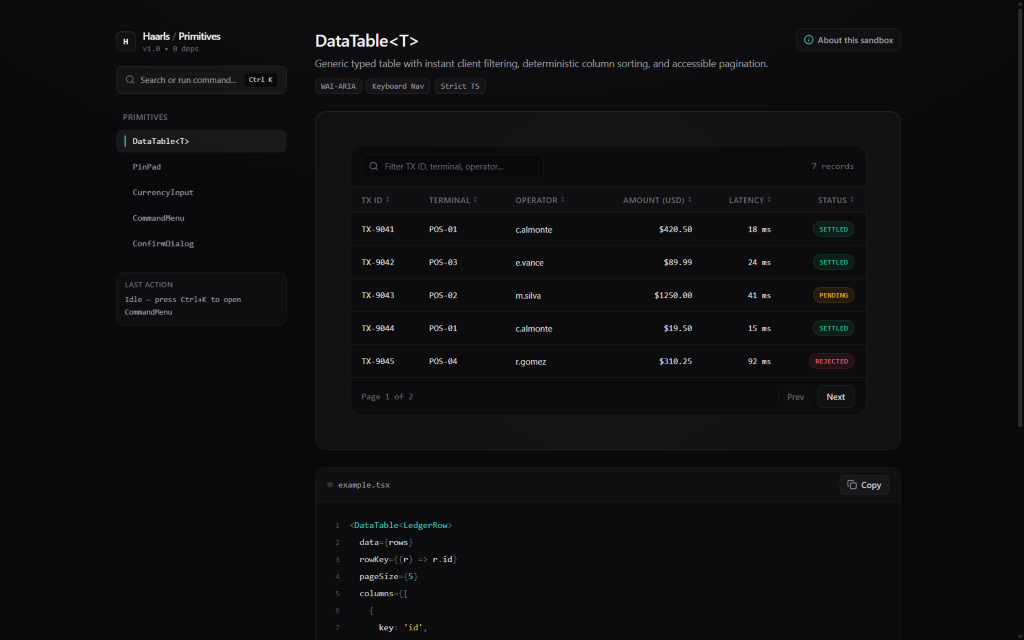 H
Haarls / Primitives
v1.0 • 0 deps
Search or run command... Ctrl K
PRIMITIVES
DataTable<T>
PinPad
CurrencyInput
CommandMenu
ConfirmDialog
LAST ACTION
Idle — press Ctrl+K to open
CommandMenu
DataTable<T>
About this sandbox
Generic typed table with instant client filtering, deterministic column sorting, and accessible pagination.
WAI-ARIA Keyboard Nav Strict TS
Filter TX ID, terminal, operator... 7 records
TX ID TERMINAL OPERATOR AMOUNT (USD) LATENCY STATUS
TX-9041 POS-01 c.almonte $420.50 18 ms SETTLED
TX-9042 POS-03 e.vance $89.99 24 ms SETTLED
TX-9043 POS-02 m.silva $1250.00 41 ms PENDING
TX-9044 POS-01 c.almonte $19.50 15 ms SETTLED
TX-9045 POS-04 r.gomez $310.25 92 ms REJECTED
Page 1 of 2 Prev Next
example.tsx Copy
1 <DataTable<LedgerRow>
2 data={rows}
3 rowKey={(r) => r.id}
4 pageSize={5}
5 columns={[
6 {
7 key: 'id',